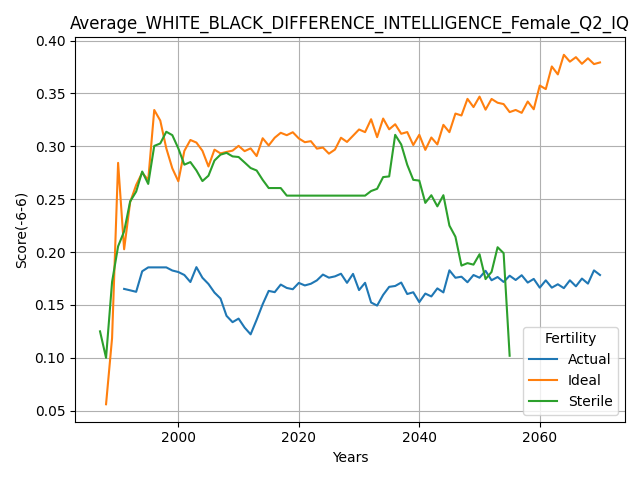 Average_WHITE_BLACK_DIFFERENCE_INTELLIGENCE_Female_Q2_IQ
0.40
0.35
0.30
0.25
0.20
0.15
0.10
0.05
Score(-6-6)
2000
2020
2040
2060
Years
Fertility
Actual
Ideal
Sterile